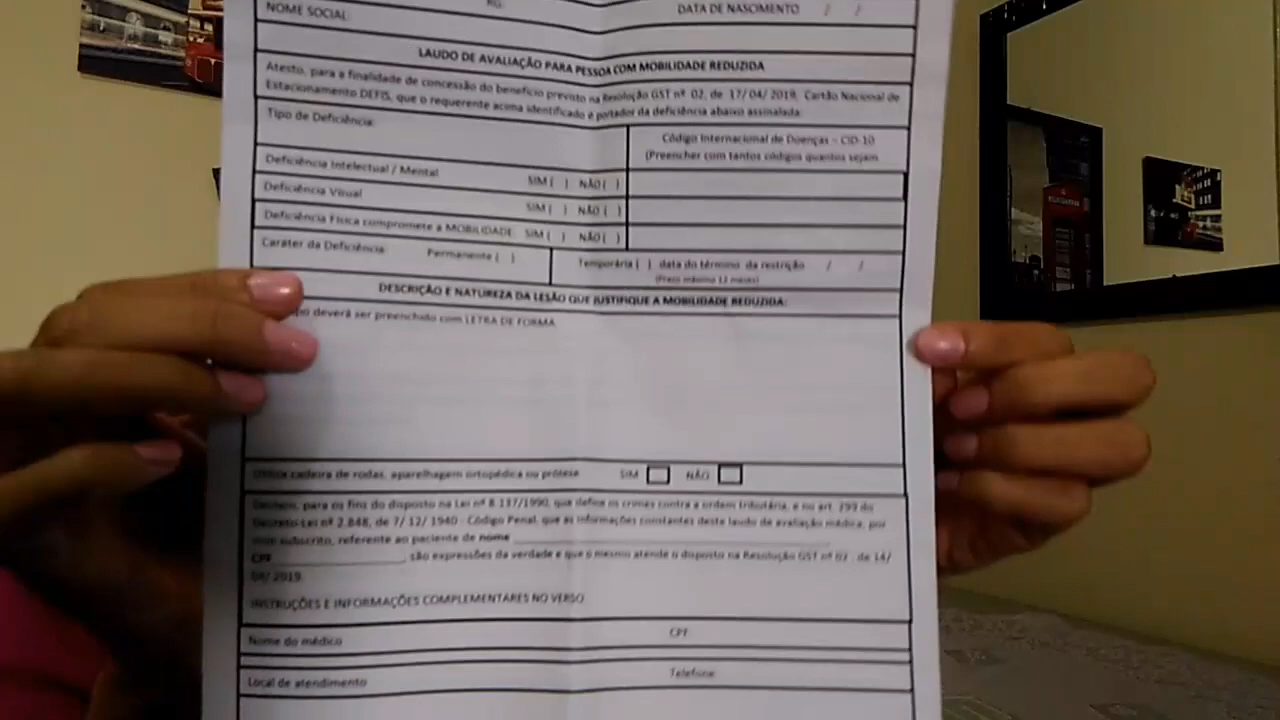 RG:
DATA DE NASCIMENTO / /
NOME SOCIAL:
LAUDO DE AVALIAÇÃO PARA PESSOA COM MOBILIDADE REDUZIDA
Atesto, para a finalidade de concessão do benefício previsto na Resolução GST nº 02, de 17/ 04/ 2019, Cartão Nacional de
Estacionamento DEFIS, que o requerente acima identificado é portador da deficiência abaixo assinalada:
Tipo de Deficiência:
Código Internacional de Doenças – CID-10
(Preencher com tantos códigos quantos sejam
Deficiência Intelectual / Mental SIM ( ) NÃO ( )
Deficiência Visual SIM ( ) NÃO ( )
Deficiência Física compromete a MOBILIDADE: SIM ( ) NÃO ( )
Caráter da Deficiência: Permanente ( ) Temporária ( ) data do término da restrição / /
(Prazo máximo 12 meses)
DESCRIÇÃO E NATUREZA DA LESÃO QUE JUSTIFIQUE A MOBILIDADE REDUZIDA:
deverá ser preenchido com LETRA DE FORMA
Utiliza cadeira de rodas, aparelhagem ortopédica ou prótese SIM NÃO
Declaro, para os fins do disposto na Lei nº 8.137/1990, que define os crimes contra a ordem tributária, e no art. 299 do
Decreto-Lei nº 2.848, de 7/ 12/ 1940 - Código Penal, que as informações constantes deste laudo de avaliação médica, por
mim subscrito, referente ao paciente de nome
CPF , são expressões da verdade e que o mesmo atende o disposto na Resolução GST nº 02 , de 14/
04/ 2019.
INSTRUÇÕES E INFORMAÇÕES COMPLEMENTARES NO VERSO
Nome do médico CPF
Local de atendimento Telefone